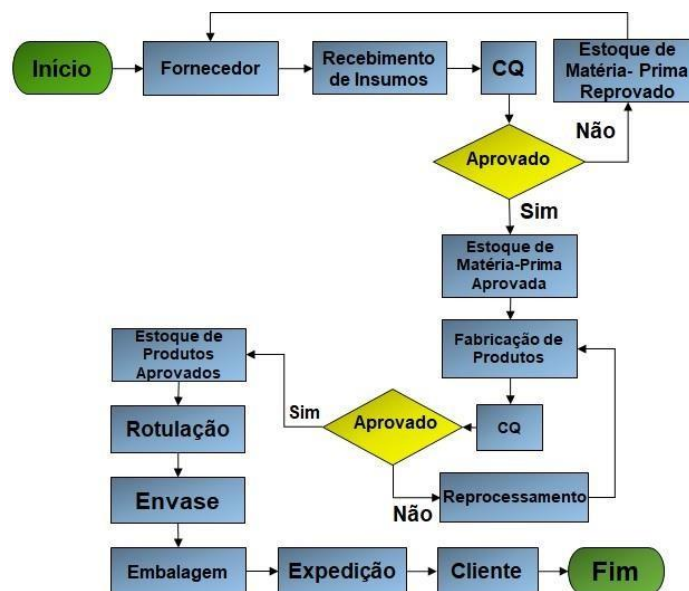 Início
Fornecedor
Recebimento
de Insumos
CQ
Estoque de
Matéria- Prima
Reprovado
Não
Aprovado
Sim
Estoque de
Matéria-Prima
Aprovada
Fabricação de
Produtos
CQ
Aprovado
Sim
Não
Reprocessamento
Estoque de
Produtos
Aprovados
Rotulação
Envase
Embalagem
Expedição
Cliente
Fim